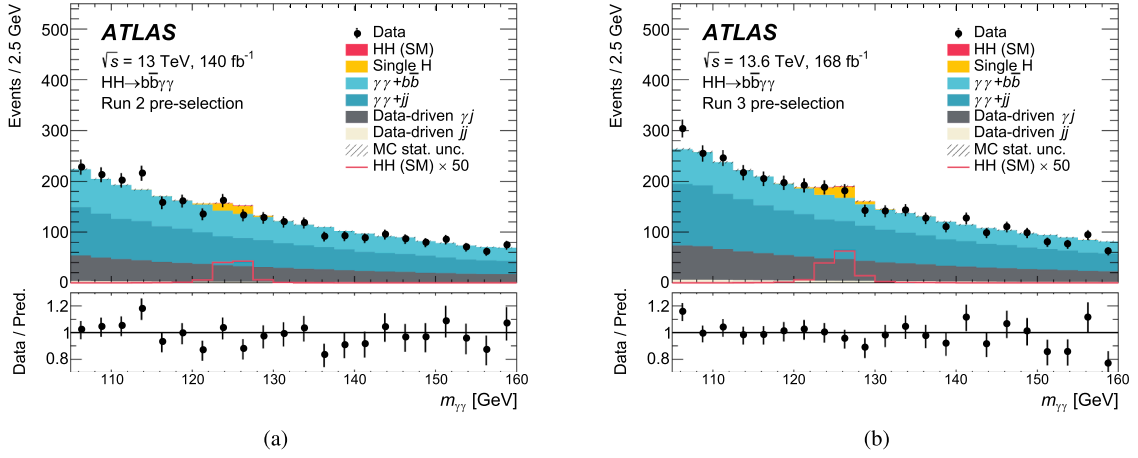 Events / 2.5 GeV
500
400
300
200
100
0
ATLAS
√s = 13 TeV, 140 fb⁻¹
HH→bb̅γγ
Run 2 pre-selection
Data
HH (SM)
Single H
γγ+bb̅
γγ+jj
Data-driven γj
Data-driven jj
MC stat. unc.
HH (SM) × 50
Data / Pred.
1.2
1
0.8
110 120 130 140 150 160
mγγ [GeV]
(a)
Events / 2.5 GeV
500
400
300
200
100
0
ATLAS
√s = 13.6 TeV, 168 fb⁻¹
HH→bb̅γγ
Run 3 pre-selection
Data
HH (SM)
Single H
γγ+bb̅
γγ+jj
Data-driven γj
Data-driven jj
MC stat. unc.
HH (SM) × 50
Data / Pred.
1.2
1
0.8
110 120 130 140 150 160
mγγ [GeV]
(b)